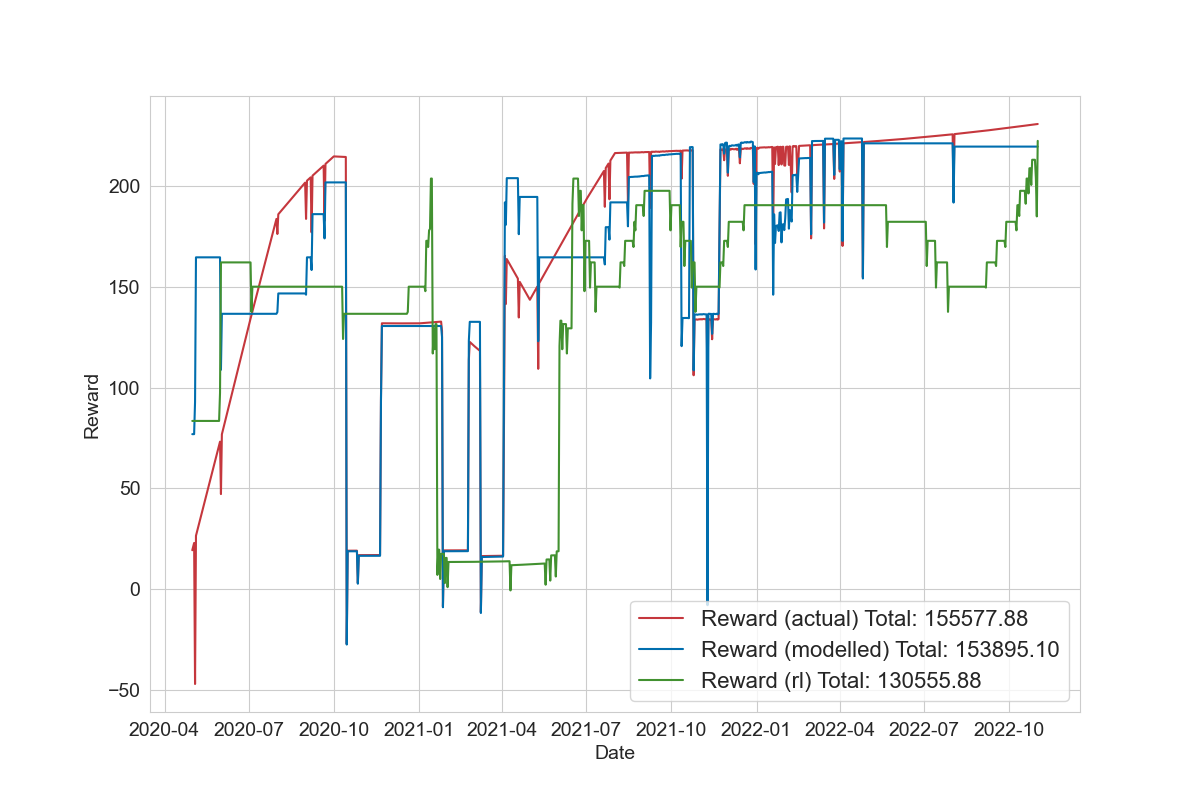 200
150
100
50
0
−50
Reward
2020-04 2020-07 2020-10 2021-01 2021-04 2021-07 2021-10 2022-01 2022-04 2022-07 2022-10
Date
Reward (actual) Total: 155577.88
Reward (modelled) Total: 153895.10
Reward (rl) Total: 130555.88